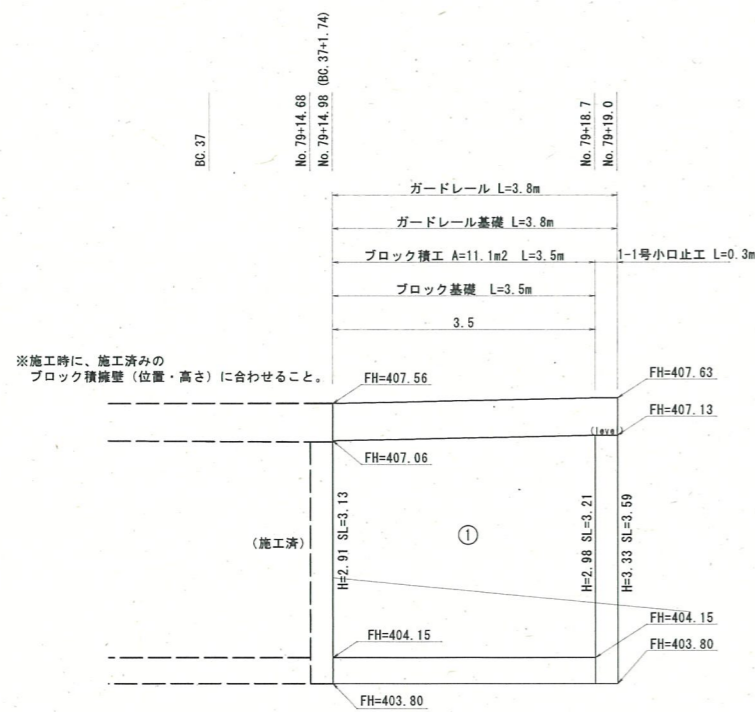 BC.37
No.79+14.68
No.79+14.98 (BC.37+1.74)
No.79+18.7
No.79+19.0
ガードレール L=3.8m
ガードレール基礎 L=3.8m
ブロック積工 A=11.1m2 L=3.5m
1-1号小口止工 L=0.3m
ブロック基礎 L=3.5m
3.5
※施工時に、施工済みの
ブロック積擁壁（位置・高さ）に合わせること。
FH=407.56
FH=407.63
FH=407.13
(level)
FH=407.06
(施工済)
H=2.91 SL=3.13
①
H=2.98 SL=3.21
H=3.33 SL=3.59
FH=404.15
FH=404.15
FH=403.80
FH=403.80